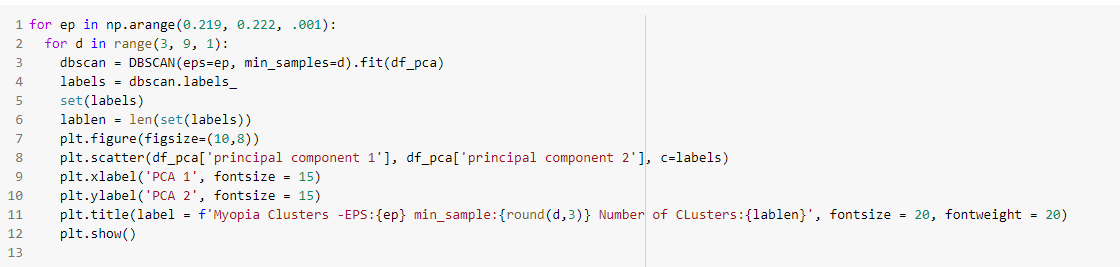 1 for ep in np.arange(0.219, 0.222, .001):
2   for d in range(3, 9, 1):
3     dbscan = DBSCAN(eps=ep, min_samples=d).fit(df_pca)
4     labels = dbscan.labels_
5     set(labels)
6     lablen = len(set(labels))
7     plt.figure(figsize=(10,8))
8     plt.scatter(df_pca['principal component 1'], df_pca['principal component 2'], c=labels)
9     plt.xlabel('PCA 1', fontsize = 15)
10     plt.ylabel('PCA 2', fontsize = 15)
11     plt.title(label = f'Myopia Clusters -EPS:{ep} min_sample:{round(d,3)} Number of CLusters:{lablen}', fontsize = 20, fontweight = 20)
12     plt.show()
13